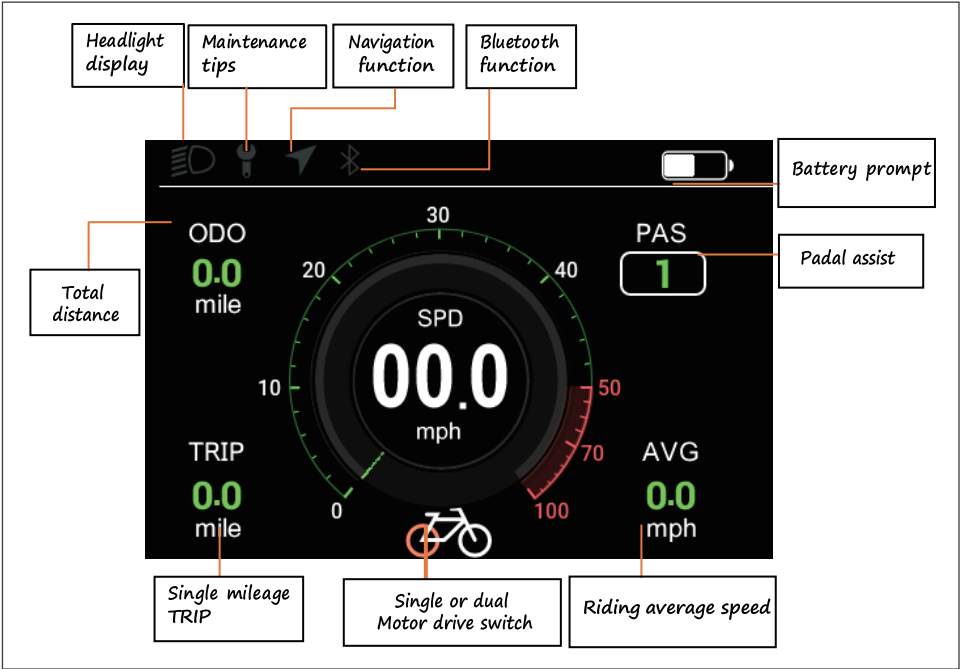 Headlight
display
Maintenance
tips
Navigation
function
Bluetooth
function
Battery prompt
ODO
0.0
mile
Total
distance
PAS
1
Padal assist
0
10
20
30
40
50
70
100
SPD
00.0
mph
TRIP
0.0
mile
AVG
0.0
mph
Single mileage
TRIP
Single or dual
Motor drive switch
Riding average speed